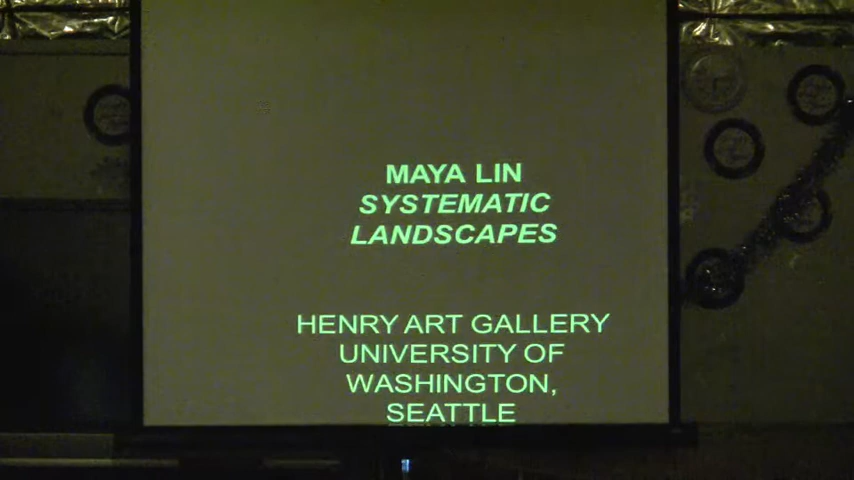 MAYA LIN
SYSTEMATIC
LANDSCAPES
HENRY ART GALLERY
UNIVERSITY OF
WASHINGTON,
SEATTLE